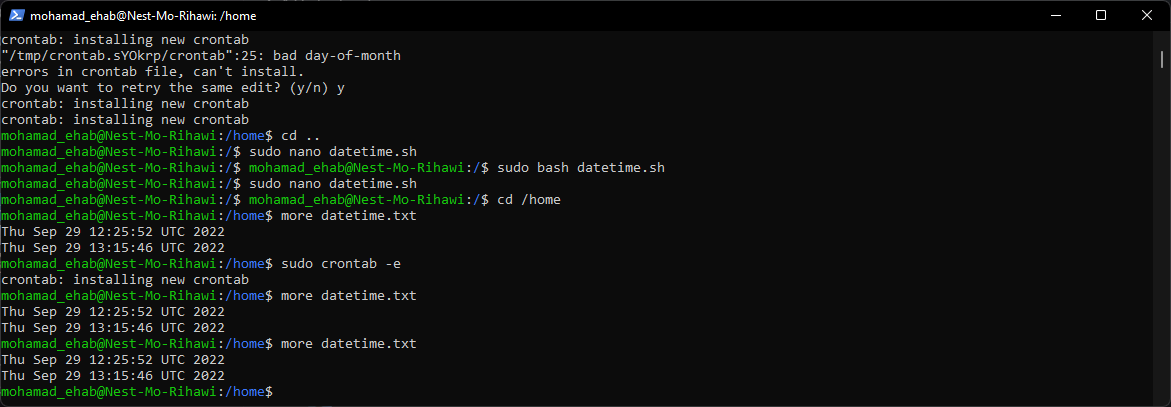 mohamad_ehab@Nest-Mo-Rihawi: /home
crontab: installing new crontab
"/tmp/crontab.sYOkrp/crontab":25: bad day-of-month
errors in crontab file, can't install.
Do you want to retry the same edit? (y/n) y
crontab: installing new crontab
crontab: installing new crontab
mohamad_ehab@Nest-Mo-Rihawi:/home$ cd ..
mohamad_ehab@Nest-Mo-Rihawi:/$ sudo nano datetime.sh
mohamad_ehab@Nest-Mo-Rihawi:/$ mohamad_ehab@Nest-Mo-Rihawi:/$ sudo bash datetime.sh
mohamad_ehab@Nest-Mo-Rihawi:/$ sudo nano datetime.sh
mohamad_ehab@Nest-Mo-Rihawi:/$ mohamad_ehab@Nest-Mo-Rihawi:/$ cd /home
mohamad_ehab@Nest-Mo-Rihawi:/home$ more datetime.txt
Thu Sep 29 12:25:52 UTC 2022
Thu Sep 29 13:15:46 UTC 2022
mohamad_ehab@Nest-Mo-Rihawi:/home$ sudo crontab -e
crontab: installing new crontab
mohamad_ehab@Nest-Mo-Rihawi:/home$ more datetime.txt
Thu Sep 29 12:25:52 UTC 2022
Thu Sep 29 13:15:46 UTC 2022
mohamad_ehab@Nest-Mo-Rihawi:/home$ more datetime.txt
Thu Sep 29 12:25:52 UTC 2022
Thu Sep 29 13:15:46 UTC 2022
mohamad_ehab@Nest-Mo-Rihawi:/home$